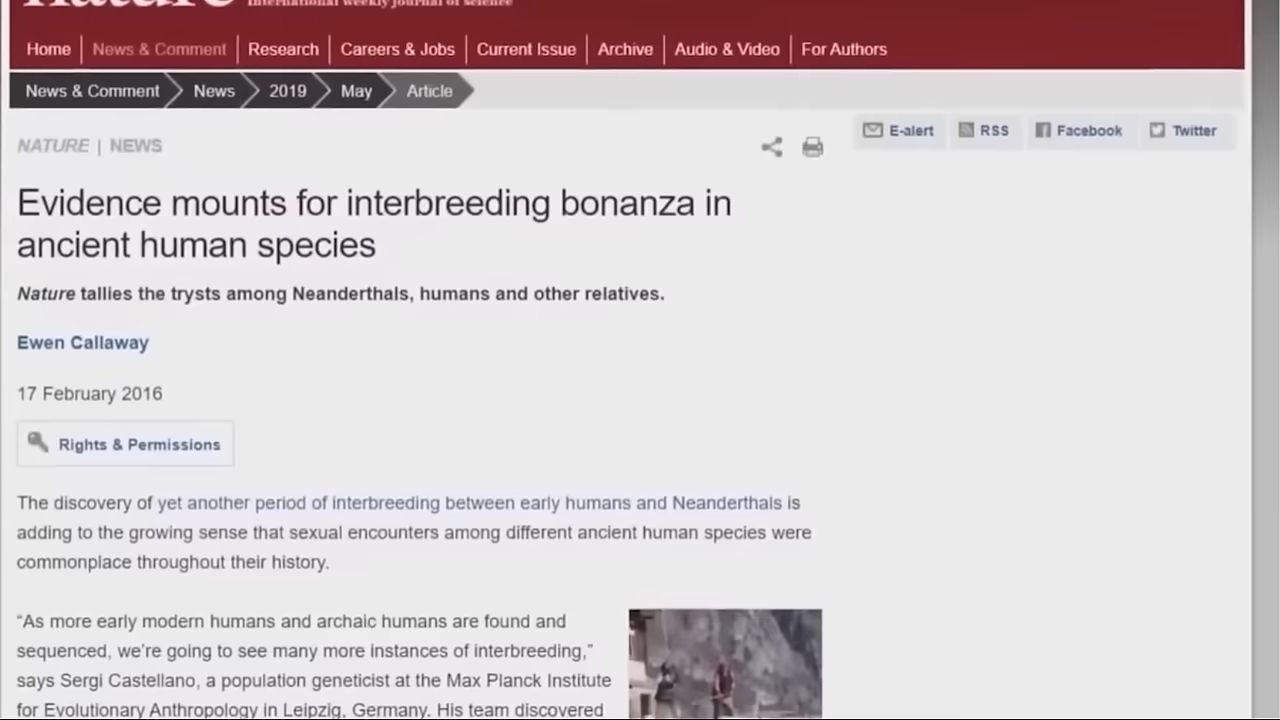 nature International weekly journal of science
Home News & Comment Research Careers & Jobs Current Issue Archive Audio & Video For Authors
News & Comment News 2019 May Article
E-alert RSS Facebook Twitter
NATURE | NEWS
Evidence mounts for interbreeding bonanza in
ancient human species
Nature tallies the trysts among Neanderthals, humans and other relatives.
Ewen Callaway
17 February 2016
Rights & Permissions
The discovery of yet another period of interbreeding between early humans and Neanderthals is
adding to the growing sense that sexual encounters among different ancient human species were
commonplace throughout their history.
“As more early modern humans and archaic humans are found and
sequenced, we’re going to see many more instances of interbreeding,”
says Sergi Castellano, a population geneticist at the Max Planck Institute
for Evolutionary Anthropology in Leipzig, Germany. His team discovered